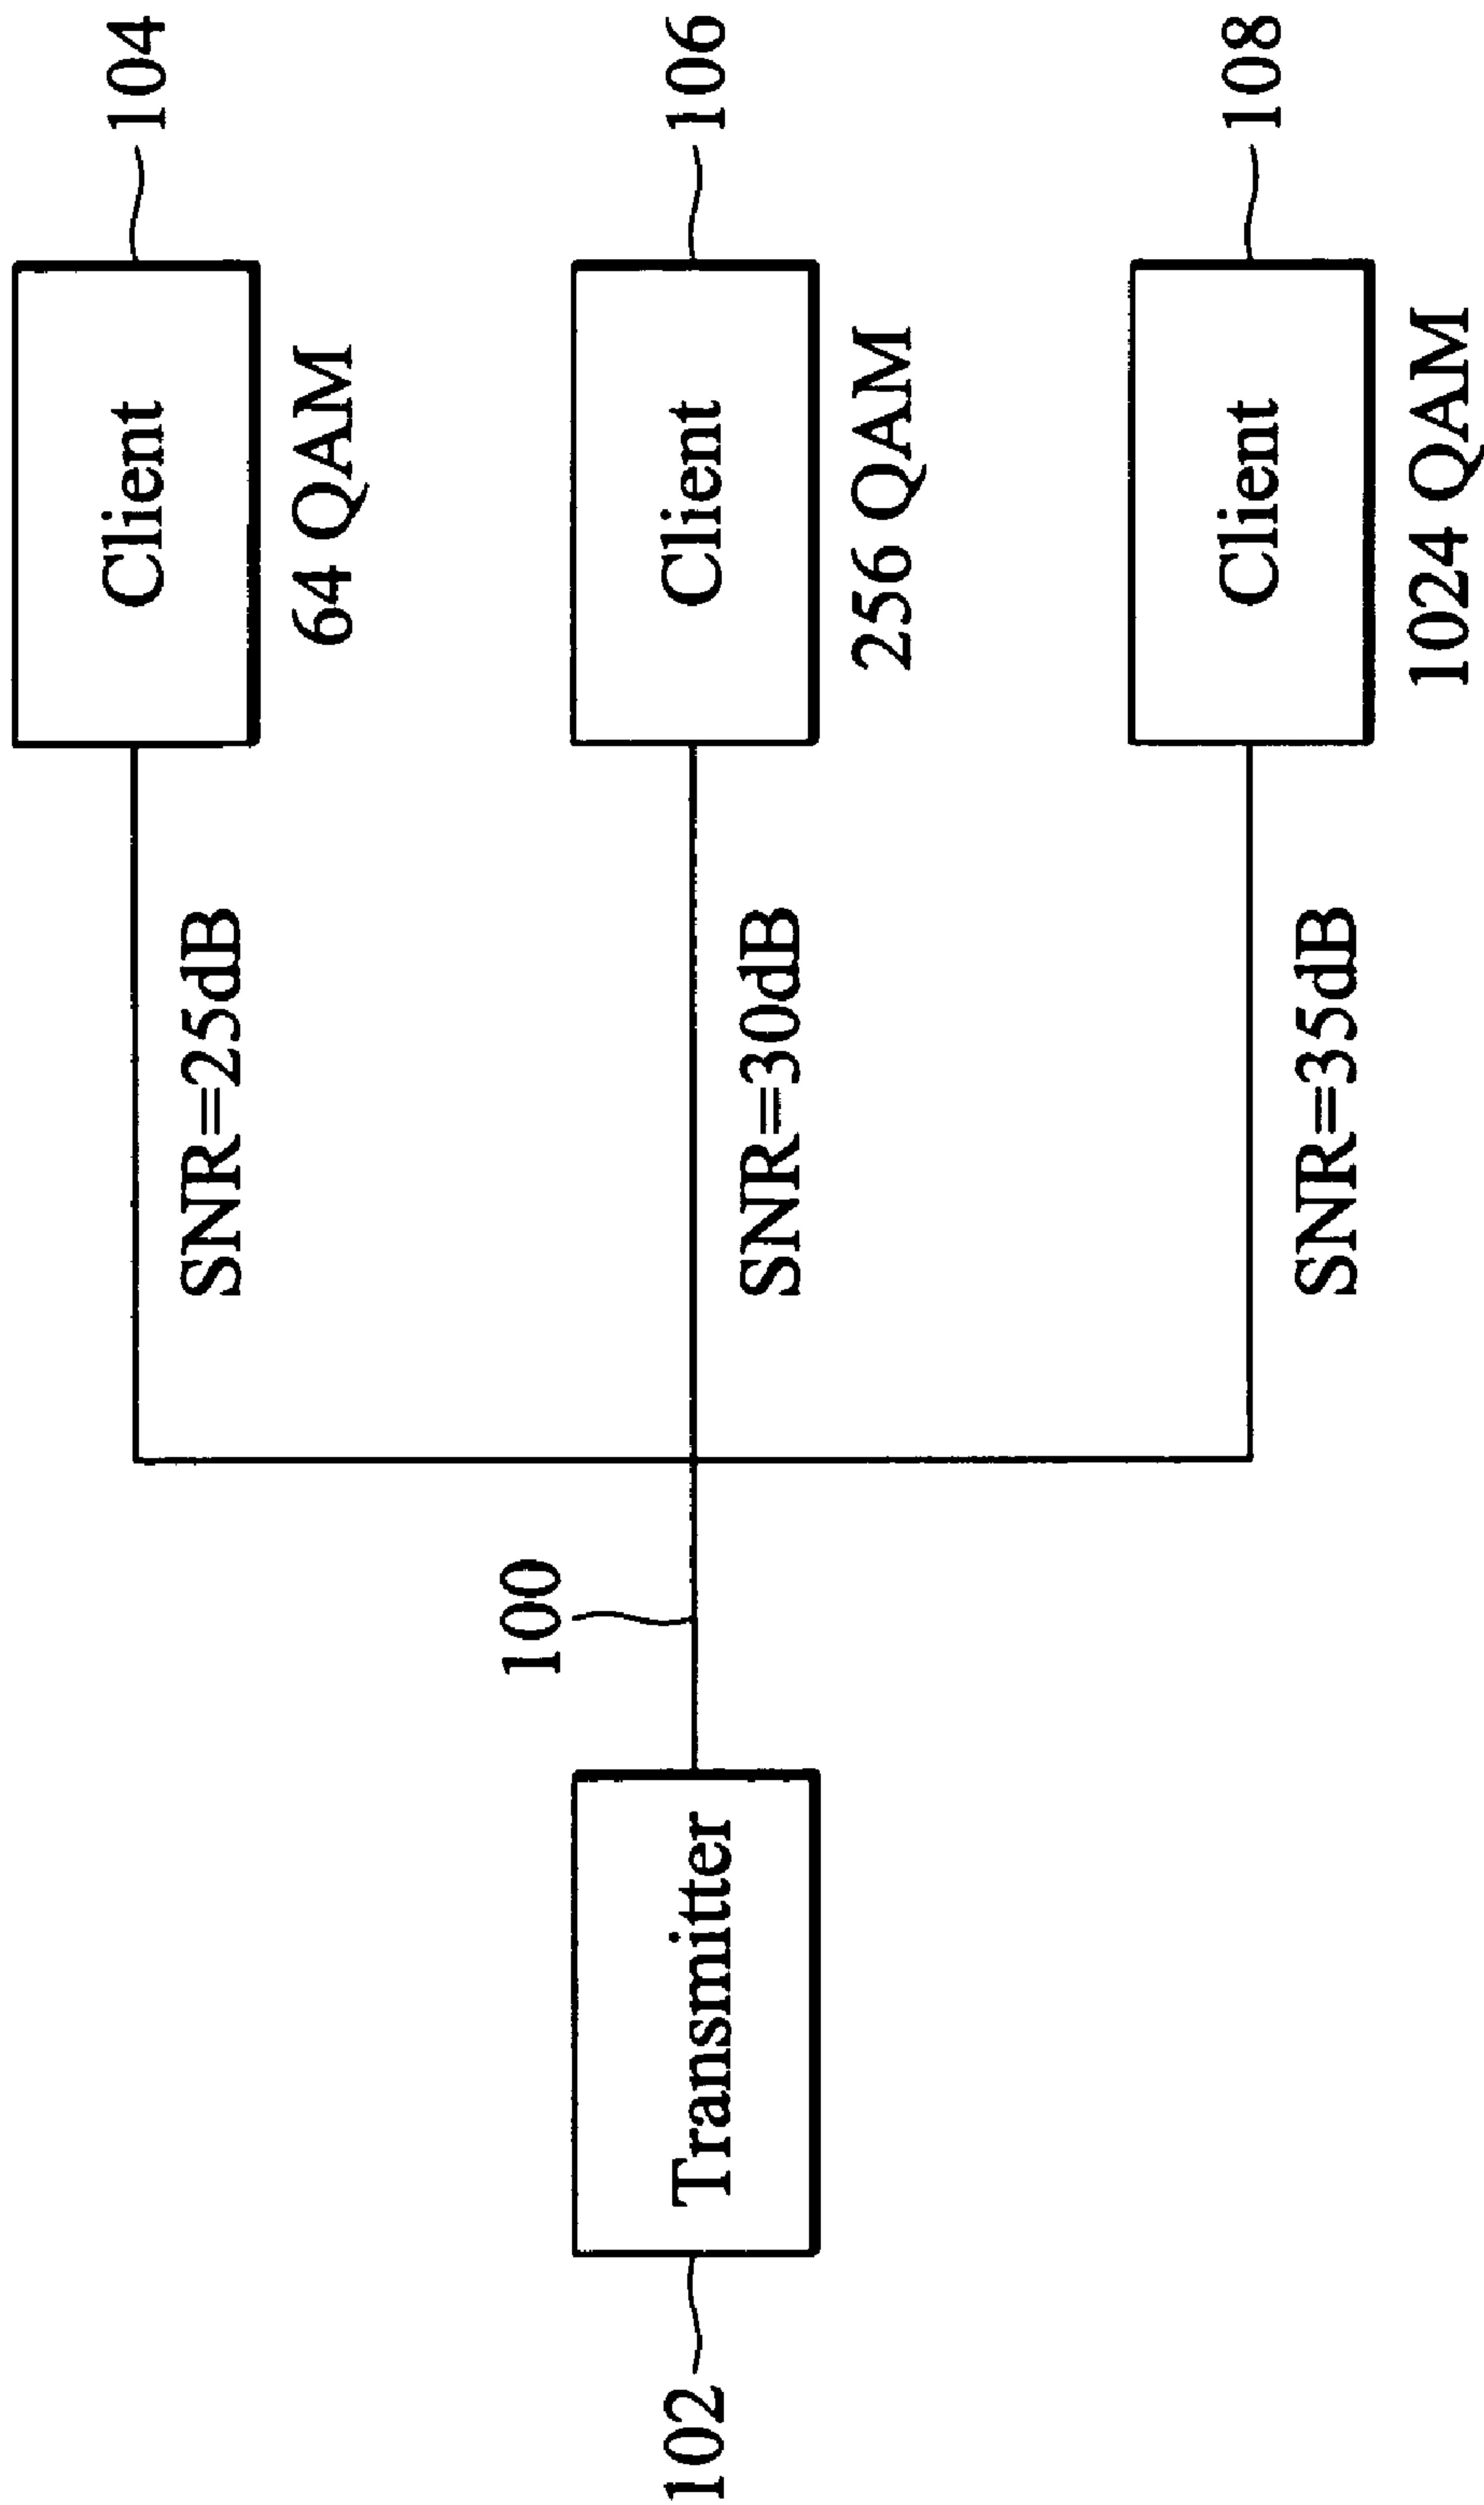 102
Transmitter
100
SNR=25dB
Client
104
64 QAM
SNR=30dB
Client
106
256 QAM
SNR=35dB
Client
108
1024 QAM